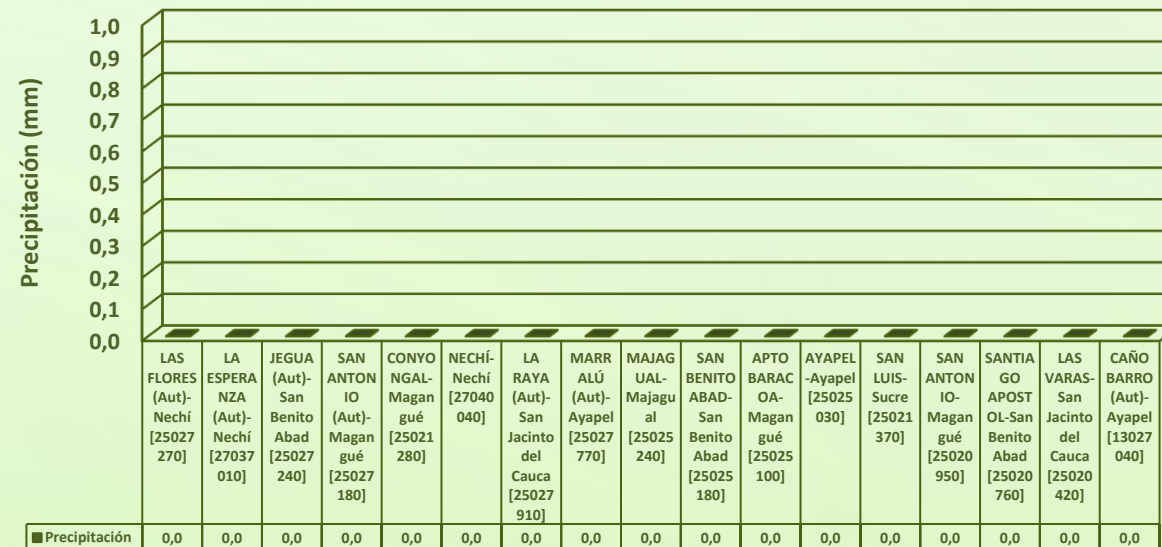 Precipitación (mm)
1,0
0,9
0,8
0,7
0,6
0,5
0,4
0,3
0,2
0,1
0,0
LAS
FLORES
(Aut)-
Nechí
[25027
270]
LA
ESPERA
NZA
(Aut)-
Nechí
[27037
010]
JEGUA
(Aut)-
San
Benito
Abad
[25027
240]
SAN
ANTON
IO
(Aut)-
Magan
gué
[25027
180]
CONYO
NGAL-
Magan
gué
[25021
280]
NECHÍ-
Nechí
[27040
040]
LA
RAYA
(Aut)-
San
Jacinto
del
Cauca
[25027
910]
MARR
ALÚ
(Aut)-
Ayapel
[25027
770]
MAJAG
UAL-
Majagu
al
[25025
240]
SAN
BENITO
ABAD-
San
Benito
Abad
[25025
180]
APTO
BARAC
OA-
Magan
gué
[25025
100]
AYAPEL
-Ayapel
[25025
030]
SAN
LUIS-
Sucre
[25021
370]
SAN
ANTON
IO-
Magan
gué
[25020
950]
SANTIA
GO
APOST
OL-San
Benito
Abad
[25020
760]
LAS
VARAS-
San
Jacinto
del
Cauca
[25020
420]
CAÑO
BARRO
(Aut)-
Ayapel
[13027
040]
Precipitación 0,0 0,0 0,0 0,0 0,0 0,0 0,0 0,0 0,0 0,0 0,0 0,0 0,0 0,0 0,0 0,0 0,0